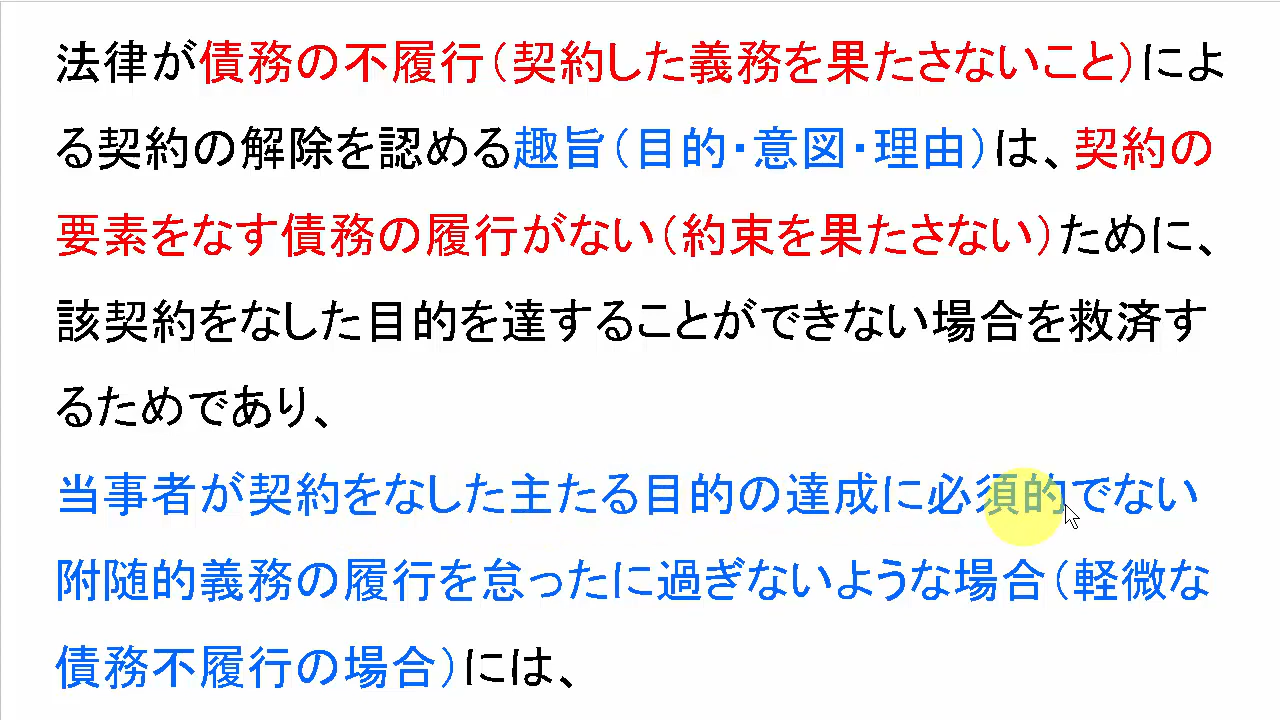 法律が債務の不履行（契約した義務を果たさないこと）によ
る契約の解除を認める趣旨（目的・意図・理由）は、契約の
要素をなす債務の履行がない（約束を果たさない）ために、
該契約をなした目的を達することができない場合を救済す
るためであり、
当事者が契約をなした主たる目的の達成に必須的でない
附随的義務の履行を怠ったに過ぎないような場合（軽微な
債務不履行の場合）には、